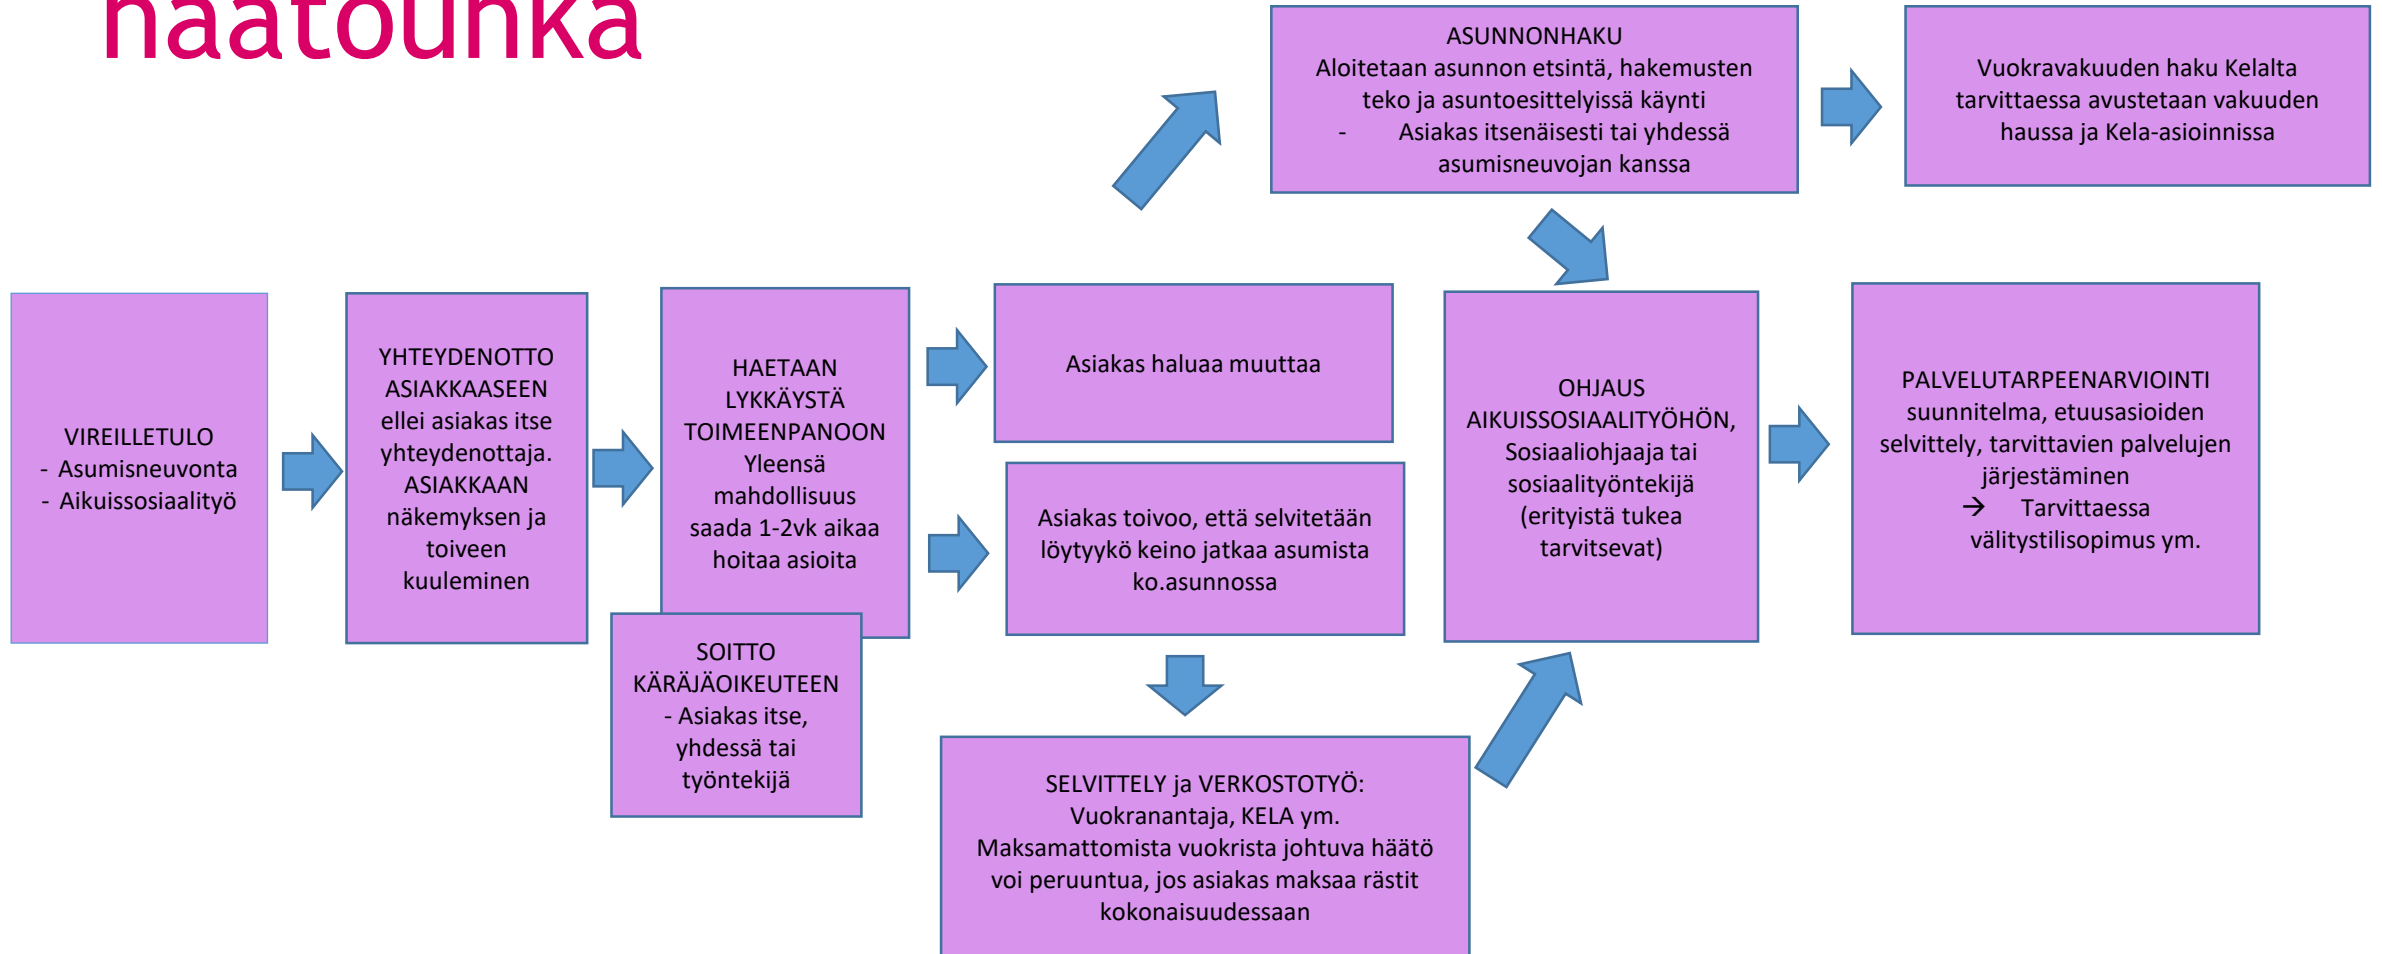 häätöuhka
ASUNNONHAKU
Aloitetaan asunnon etsintä, hakemusten
teko ja asuntoesittelyissä käynti
- Asiakas itsenäisesti tai yhdessä
asumisneuvojan kanssa
Vuokravakuuden haku Kelalta
tarvittaessa avustetaan vakuuden
haussa ja Kela-asioinnissa
VIREILLETULO
- Asumisneuvonta
- Aikuissosiaalityö
YHTEYDENOTTO
ASIAKKAASEEN
ellei asiakas itse
yhteydenottaja.
ASIAKKAAN
näkemyksen ja
toiveen
kuuleminen
HAETAAN
LYKKÄYSTÄ
TOIMEENPANOON
Yleensä
mahdollisuus
saada 1-2vk aikaa
hoitaa asioita
SOITTO
KÄRÄJÄOIKEUTEEN
- Asiakas itse,
yhdessä tai
työntekijä
Asiakas haluaa muuttaa
Asiakas toivoo, että selvitetään
löytyykö keino jatkaa asumista
ko.asunnossa
SELVITTELY ja VERKOSTOTYÖ:
Vuokranantaja, KELA ym.
Maksamattomista vuokrista johtuva häätö
voi peruuntua, jos asiakas maksaa rästit
kokonaisuudessaan
OHJAUS
AIKUISSOSIAALITYÖHÖN,
Sosiaaliohjaaja tai
sosiaalityöntekijä
(erityistä tukea
tarvitsevat)
PALVELUTARPEENARVIOINTI
suunnitelma, etuusasioiden
selvittely, tarvittavien palvelujen
järjestäminen
→ Tarvittaessa
välitystilisopimus ym.